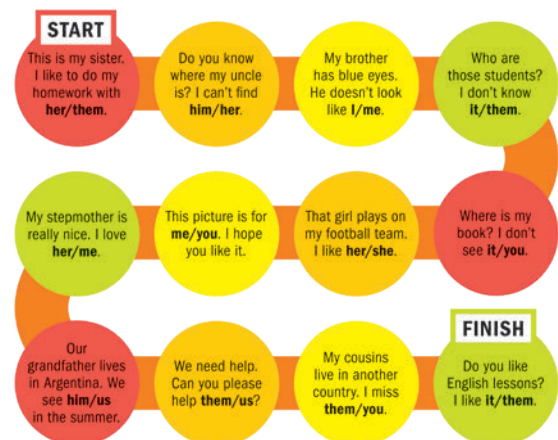 START
This is my sister.
I like to do my
homework with
her/them.
Do you know
where my uncle
is? I can't find
him/her.
My brother
has blue eyes.
He doesn't look
like I/me.
Who are
those students?
I don't know
it/them.
Where is my
book? I don't
see it/you.
That girl plays on
my football team.
I like her/she.
This picture is for
me/you. I hope
you like it.
My stepmother is
really nice. I love
her/me.
Our
grandfather lives
in Argentina. We
see him/us
in the summer.
We need help.
Can you please
help them/us?
My cousins
live in another
country. I miss
them/you.
FINISH
Do you like
English lessons?
I like it/them.